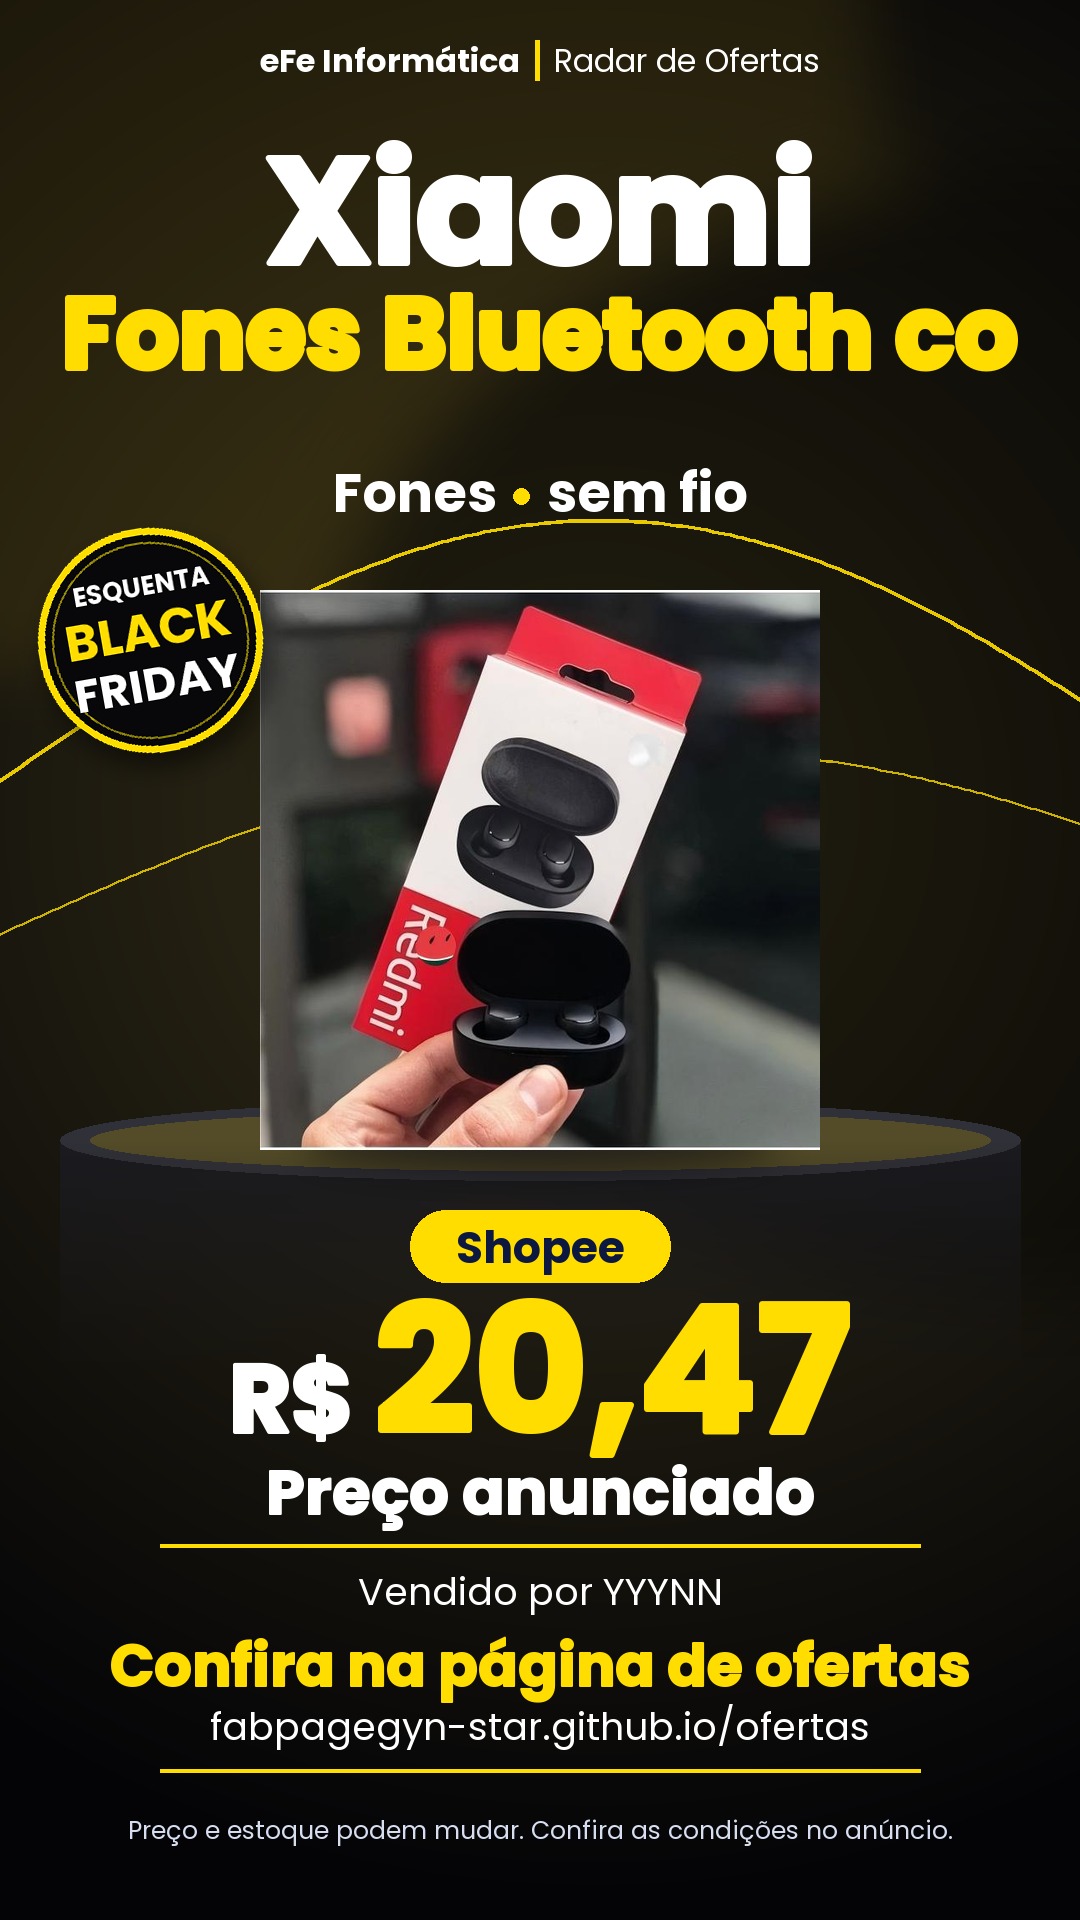 eFe Informática | Radar de Ofertas
Xiaomi
Fones Bluetooth co
Fones • sem fio
ESQUENTA
BLACK
FRIDAY
Redmi
Shopee
R$ 20,47
Preço anunciado
Vendido por YYYNN
Confira na página de ofertas
fabpagegyn-star.github.io/ofertas
Preço e estoque podem mudar. Confira as condições no anúncio.